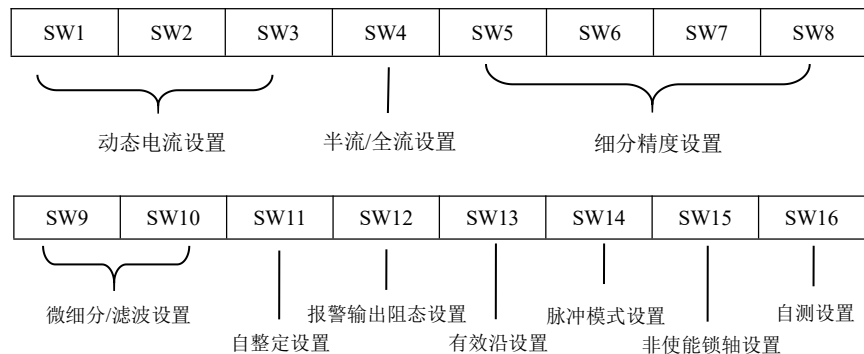 SW1 SW2 SW3 SW4 SW5 SW6 SW7 SW8
动态电流设置 半流/全流设置 细分精度设置
SW9 SW10 SW11 SW12 SW13 SW14 SW15 SW16
微细分/滤波设置 报警输出阻态设置 脉冲模式设置 自测设置
自整定设置 有效沿设置 非使能锁轴设置